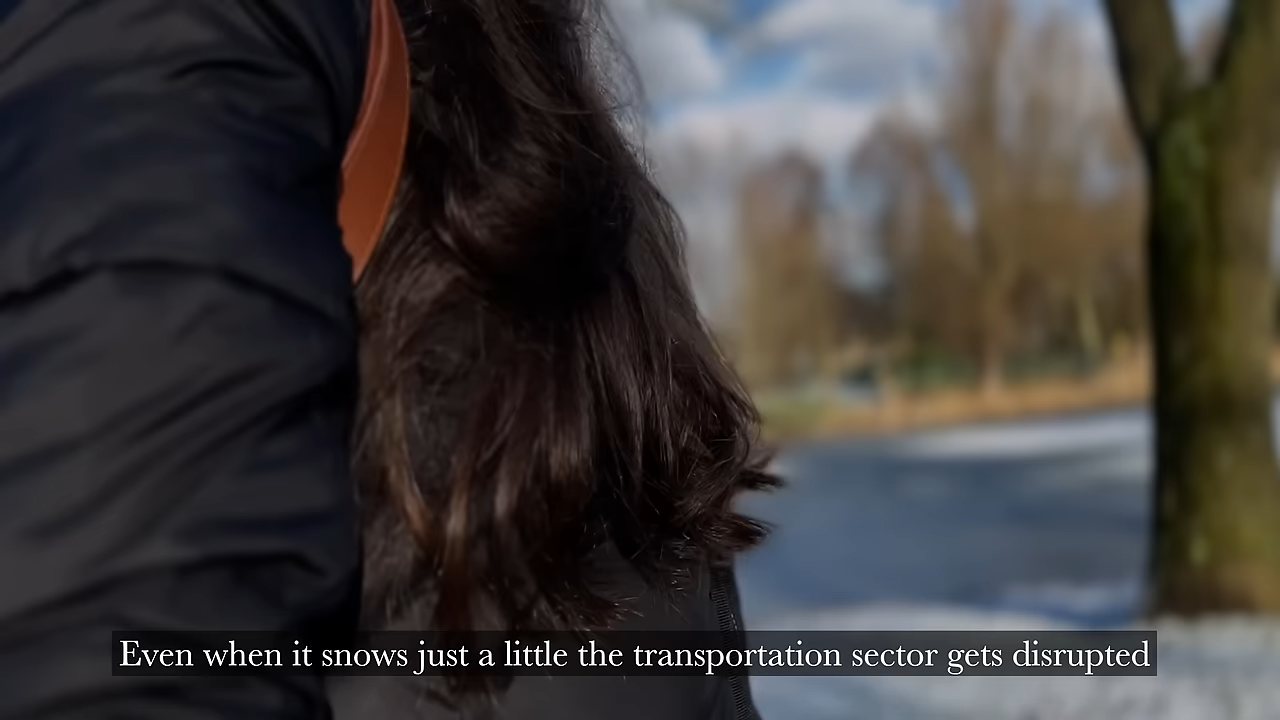 Even when it snows just a little the transportation sector gets disrupted